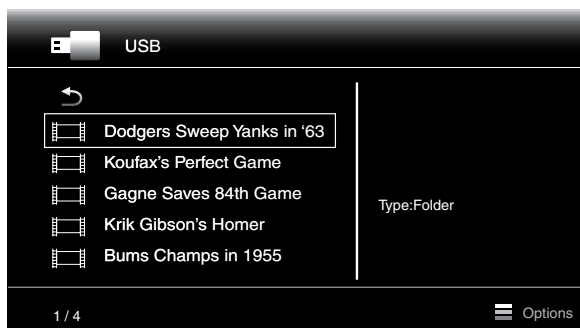 USB
Dodgers Sweep Yanks in ‘63
Koufax’s Perfect Game
Gagne Saves 84th Game
Krik Gibson’s Homer
Bums Champs in 1955
Type:Folder
1 / 4
Options